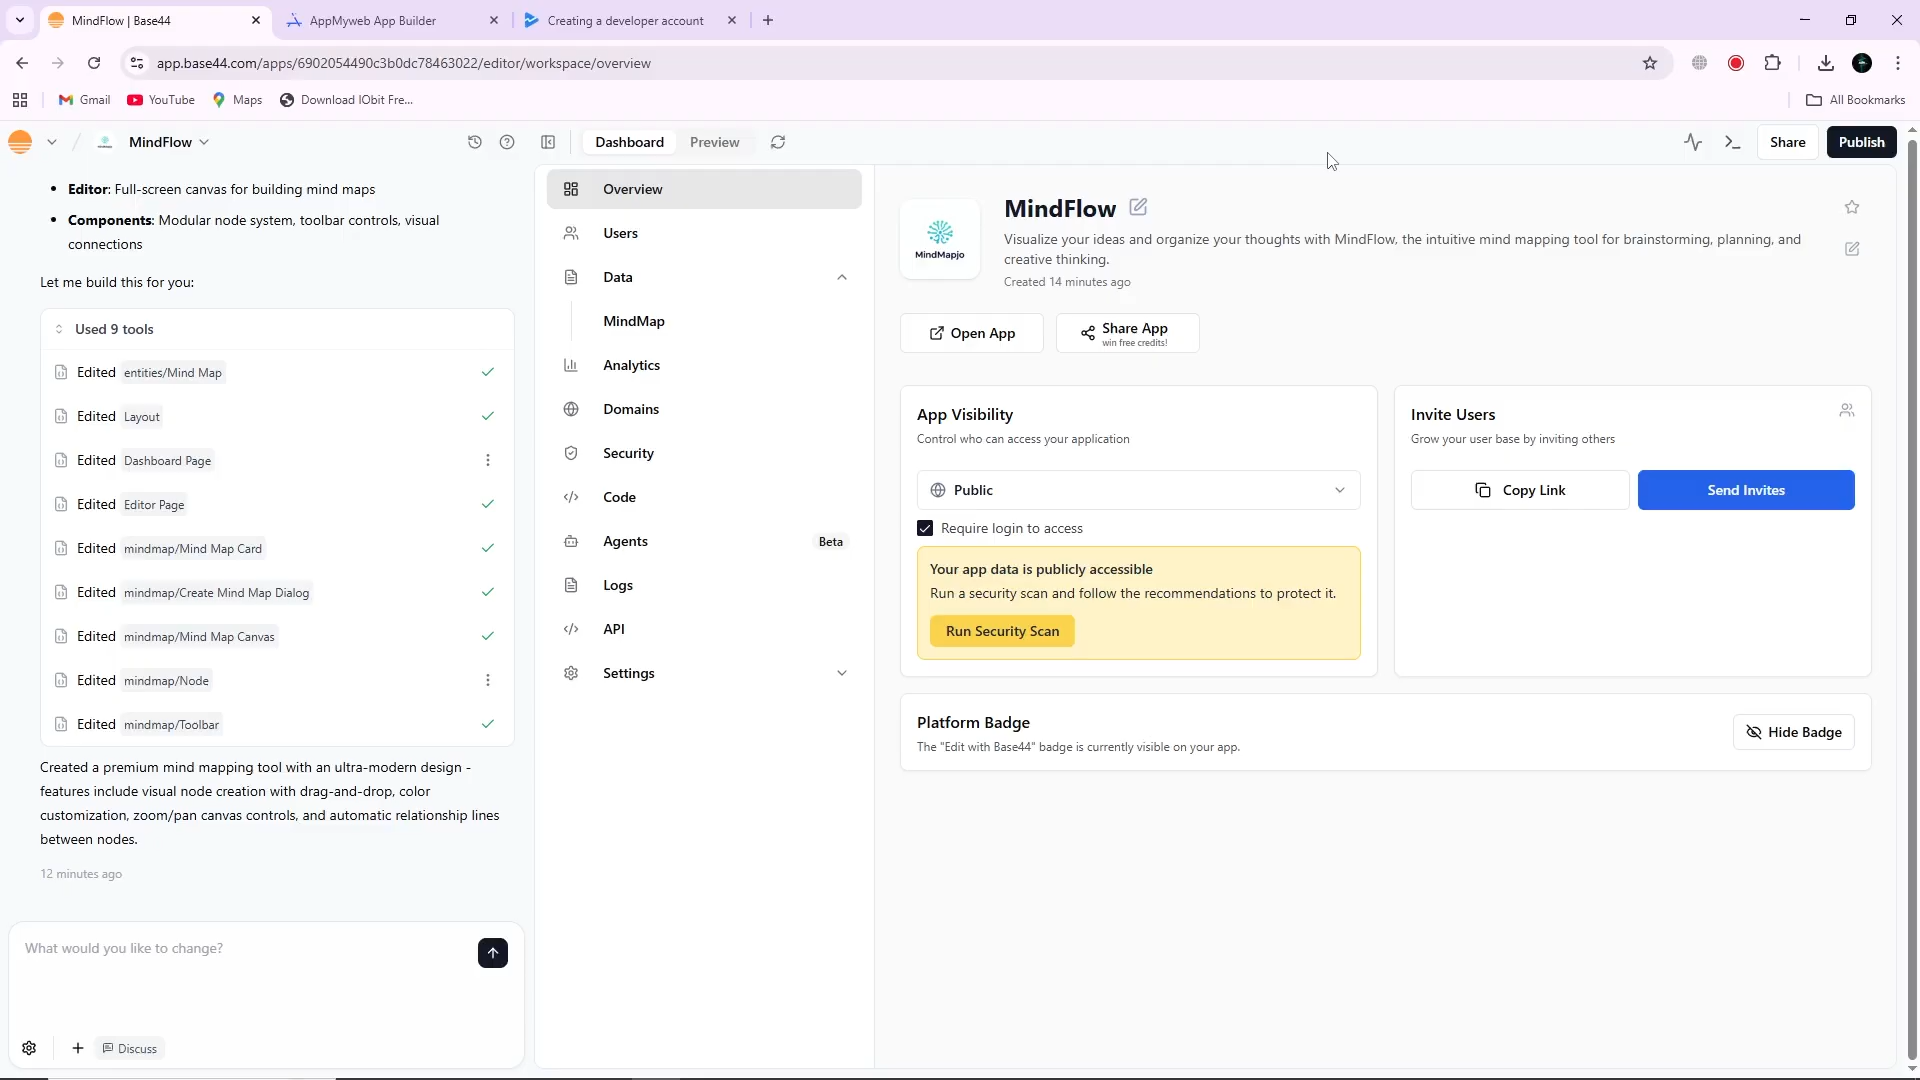 MindFlow | Base44
AppMyweb App Builder
Creating a developer account
app.base44.com/apps/6902054490c3b0dc78463022/editor/workspace/overview
Gmail
YouTube
Maps
Download IObit Fre...
All Bookmarks
MindFlow
Dashboard
Preview
Share
Publish
• Editor: Full-screen canvas for building mind maps
• Components: Modular node system, toolbar controls, visual
connections
Let me build this for you:
Used 9 tools
Edited entities/Mind Map
Edited Layout
Edited Dashboard Page
Edited Editor Page
Edited mindmap/Mind Map Card
Edited mindmap/Create Mind Map Dialog
Edited mindmap/Mind Map Canvas
Edited mindmap/Node
Edited mindmap/Toolbar
Created a premium mind mapping tool with an ultra-modern design -
features include visual node creation with drag-and-drop, color
customization, zoom/pan canvas controls, and automatic relationship lines
between nodes.
12 minutes ago
What would you like to change?
Discuss
Overview
Users
Data
MindMap
Analytics
Domains
Security
Code
Agents
Beta
Logs
API
Settings
MindMapjo
MindFlow
Visualize your ideas and organize your thoughts with MindFlow, the intuitive mind mapping tool for brainstorming, planning, and
creative thinking.
Created 14 minutes ago
Open App
Share App
win free credits!
App Visibility
Control who can access your application
Public
Require login to access
Your app data is publicly accessible
Run a security scan and follow the recommendations to protect it.
Run Security Scan
Invite Users
Grow your user base by inviting others
Copy Link
Send Invites
Platform Badge
The "Edit with Base44" badge is currently visible on your app.
Hide Badge